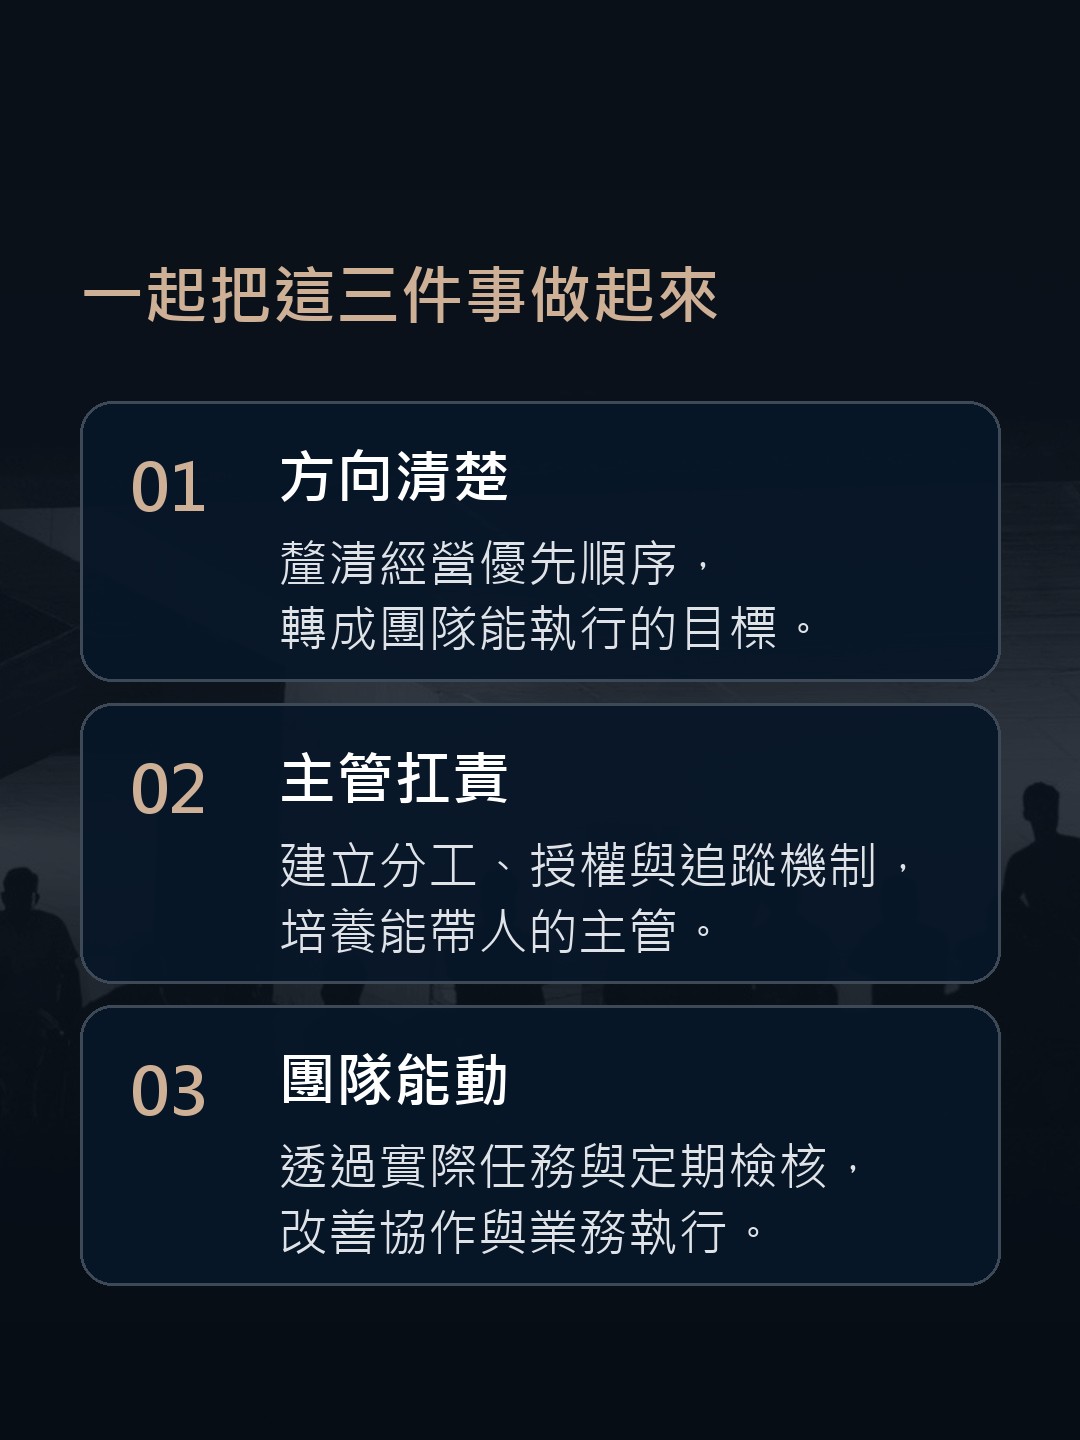 一起把這三件事做起來
01
方向清楚
釐清經營優先順序，
轉成團隊能執行的目標。
02
主管扛責
建立分工、授權與追蹤機制，
培養能帶人的主管。
03
團隊能動
透過實際任務與定期檢核，
改善協作與業務執行。